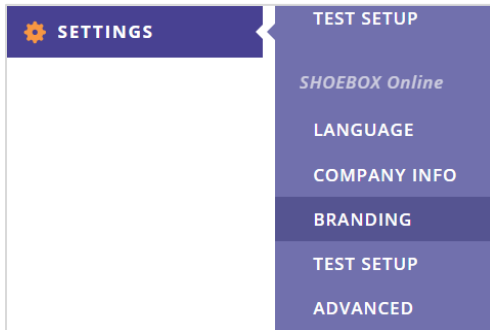 SETTINGS
TEST SETUP
SHOEBOX Online
LANGUAGE
COMPANY INFO
BRANDING
TEST SETUP
ADVANCED